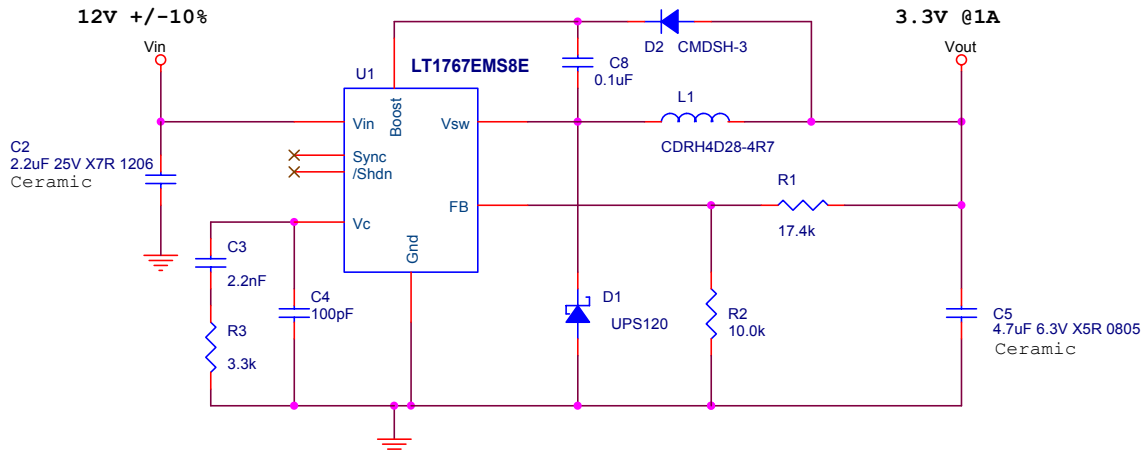 12V +/-10%
3.3V @1A
Vin
Vout
D2 CMDSH-3
C8
0.1uF
LT1767EMS8E
U1
L1
CDRH4D28-4R7
Vin
Boost
Vsw
Sync
/Shdn
FB
Vc
Gnd
C2
2.2uF 25V X7R 1206
Ceramic
R1
17.4k
C3
2.2nF
C4
100pF
R3
3.3k
D1
UPS120
R2
10.0k
C5
4.7uF 6.3V X5R 0805
Ceramic